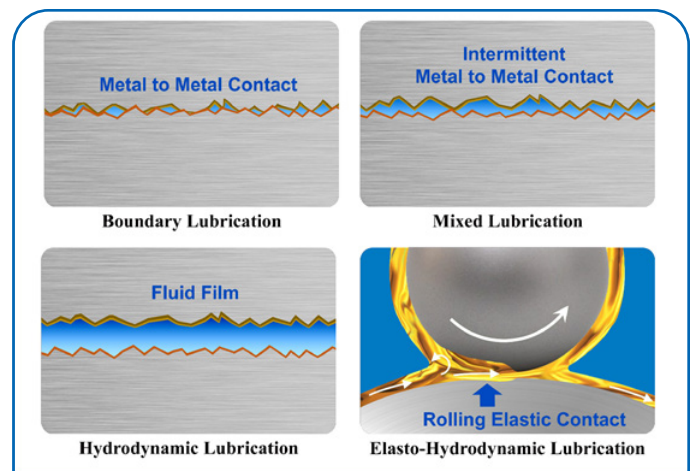 Metal to Metal Contact
Boundary Lubrication
Intermittent
Metal to Metal Contact
Mixed Lubrication
Fluid Film
Hydrodynamic Lubrication
Rolling Elastic Contact
Elasto-Hydrodynamic Lubrication